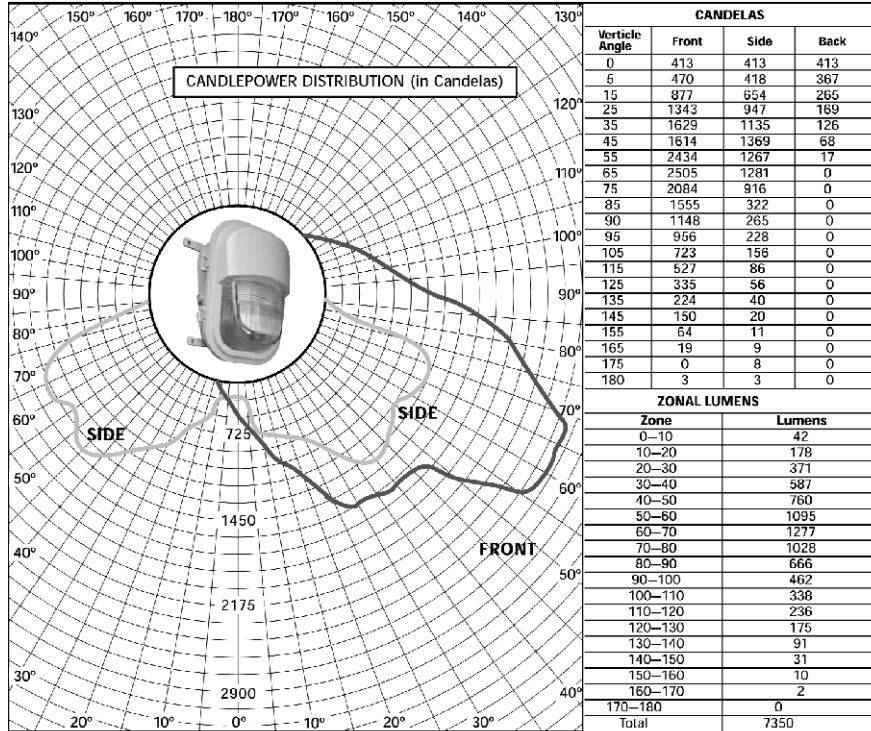 150° 160° 170° 180° 170° 160° 150° 130°
140°
CANDLEPOWER DISTRIBUTION (in Candelas)
130°
120°
120°
110°
110°
100°
100°
90°
90°
80°
80°
70°
70°
60°
60°
50°
50°
40°
40°
30°
20° 10° 0° 10° 20° 30°
SIDE
SIDE
FRONT
725
1450
2175
2900
CANDELAS
Verticle Angle Front Side Back
0 413 413 413
5 470 418 367
15 877 654 265
25 1343 947 169
35 1629 1135 126
45 1614 1369 68
55 2434 1267 17
65 2505 1281 0
75 2084 916 0
85 1555 322 0
90 1148 265 0
95 956 228 0
105 723 156 0
115 527 86 0
125 335 56 0
135 224 40 0
145 150 20 0
155 64 11 0
165 19 9 0
175 0 8 0
180 3 3 0
ZONAL LUMENS
Zone Lumens
0–10 42
10–20 178
20–30 371
30–40 587
40–50 760
50–60 1095
60–70 1277
70–80 1028
80–90 666
90–100 462
100–110 338
110–120 236
120–130 175
130–140 91
140–150 31
150–160 10
160–170 2
170–180 0
Total 7350